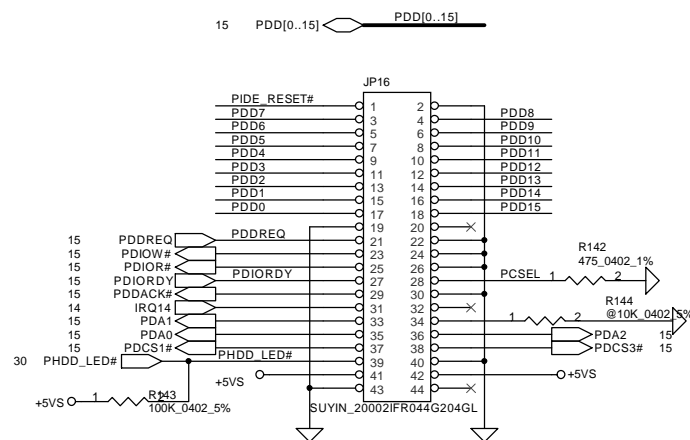 15 PDD[0..15] PDD[0..15]
JP16
PIDE_RESET# 1 2
PDD7 3 4 PDD8
PDD6 5 6 PDD9
PDD5 7 8 PDD10
PDD4 9 10 PDD11
PDD3 11 12 PDD12
PDD2 13 14 PDD13
PDD1 15 16 PDD14
PDD0 17 18 PDD15
19 20
15 PDDREQ PDDREQ 21 22
15 PDIOW# 23 24
15 PDIOR# 25 26
15 PDIORDY PDIORDY 27 28 PCSEL 1 R142 475_0402_1% 2
15 PDDACK# 29 30
14 IRQ14 31 32
15 PDA1 33 34 1 R144 @10K_0402_5% 2
15 PDA0 35 36 PDA2 15
15 PDCS1# 37 38 PDCS3# 15
30 PHDD_LED# PHDD_LED# 39 40
+5VS 41 42 +5VS
43 44
+5VS 1 R143 2 100K_0402_5%
SUYIN_20002IFR044G204GL